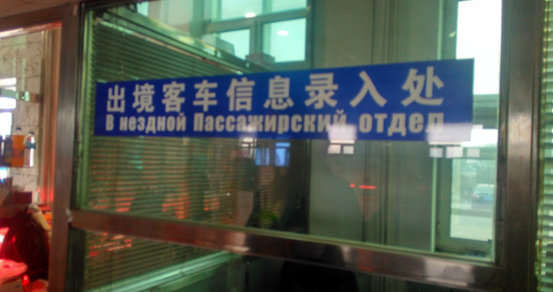 出境客车信息录入处
В нездной Пассажирский отдел